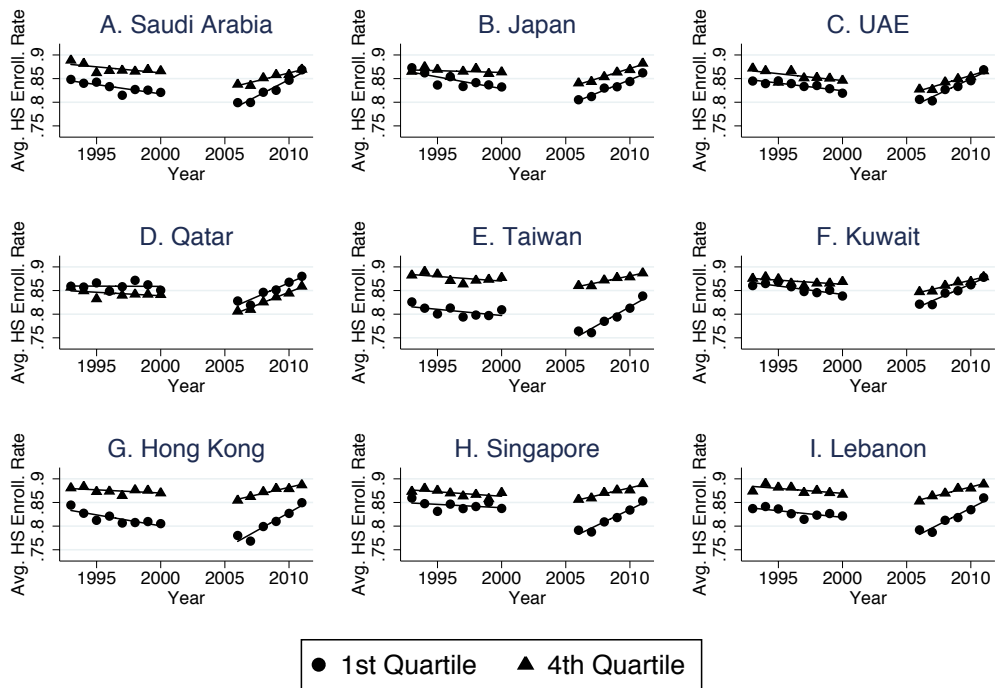 A. Saudi Arabia
Avg. HS Enroll. Rate
.75 .8 .85 .9
1995 2000 2005 2010
Year
B. Japan
Avg. HS Enroll. Rate
.75 .8 .85 .9
1995 2000 2005 2010
Year
C. UAE
Avg. HS Enroll. Rate
.75 .8 .85 .9
1995 2000 2005 2010
Year
D. Qatar
Avg. HS Enroll. Rate
.75 .8 .85 .9
1995 2000 2005 2010
Year
E. Taiwan
Avg. HS Enroll. Rate
.75 .8 .85 .9
1995 2000 2005 2010
Year
F. Kuwait
Avg. HS Enroll. Rate
.75 .8 .85 .9
1995 2000 2005 2010
Year
G. Hong Kong
Avg. HS Enroll. Rate
.75 .8 .85 .9
1995 2000 2005 2010
Year
H. Singapore
Avg. HS Enroll. Rate
.75 .8 .85 .9
1995 2000 2005 2010
Year
I. Lebanon
Avg. HS Enroll. Rate
.75 .8 .85 .9
1995 2000 2005 2010
Year
1st Quartile 4th Quartile